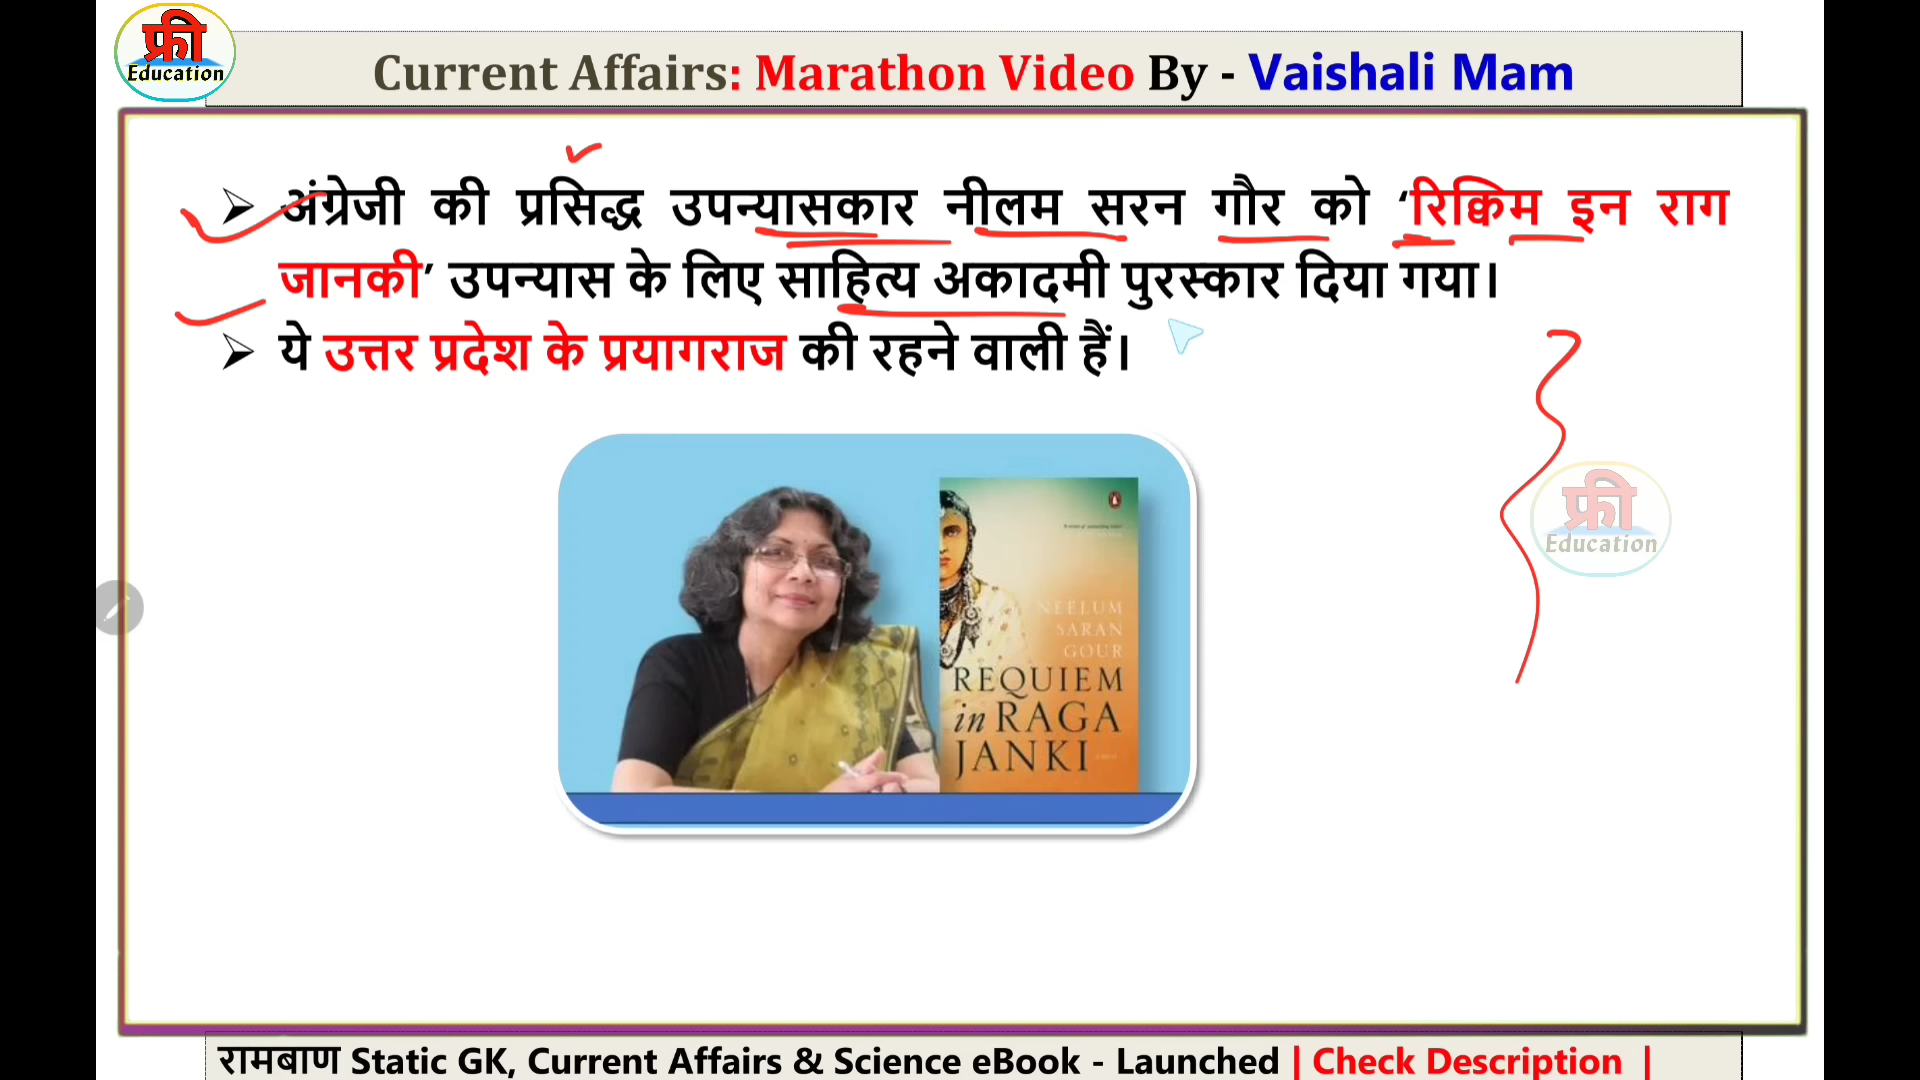 फ्री
Education
Current Affairs: Marathon Video By - Vaishali Mam
➢ अंग्रेजी की प्रसिद्ध उपन्यासकार नीलम सरन गौर को ‘रिक्विम इन राग
जानकी’ उपन्यास के लिए साहित्य अकादमी पुरस्कार दिया गया।
➢ ये उत्तर प्रदेश के प्रयागराज की रहने वाली हैं।
NEELUM
SARAN
GOUR
REQUIEM
in RAGA
JANKI
फ्री
Education
रामबाण Static GK, Current Affairs & Science eBook - Launched | Check Description |